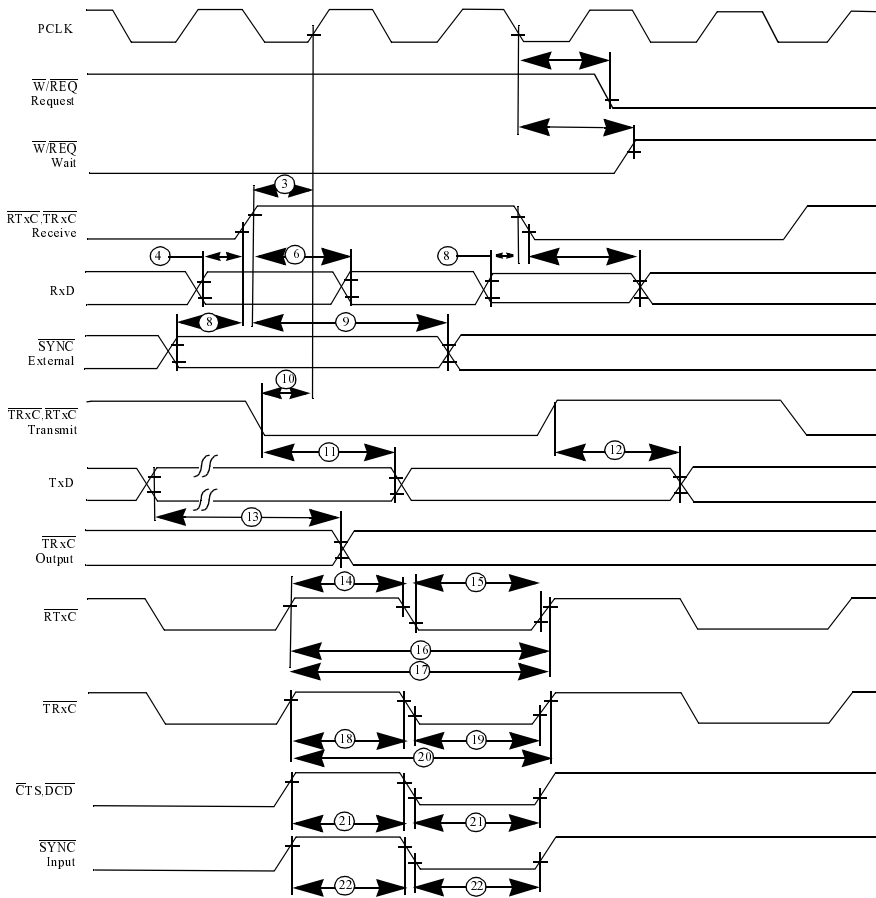 PCLK
W/REQ
Request
W/REQ
Wait
3
RTxC,TRxC
Receive
4
6
8
RxD
8
9
SYNC
External
10
TRxC,RTxC
Transmit
11
12
TxD
13
TRxC
Output
14
15
RTxC
16
17
TRxC
18
19
20
CTS,DCD
21
21
SYNC
Input
22
22